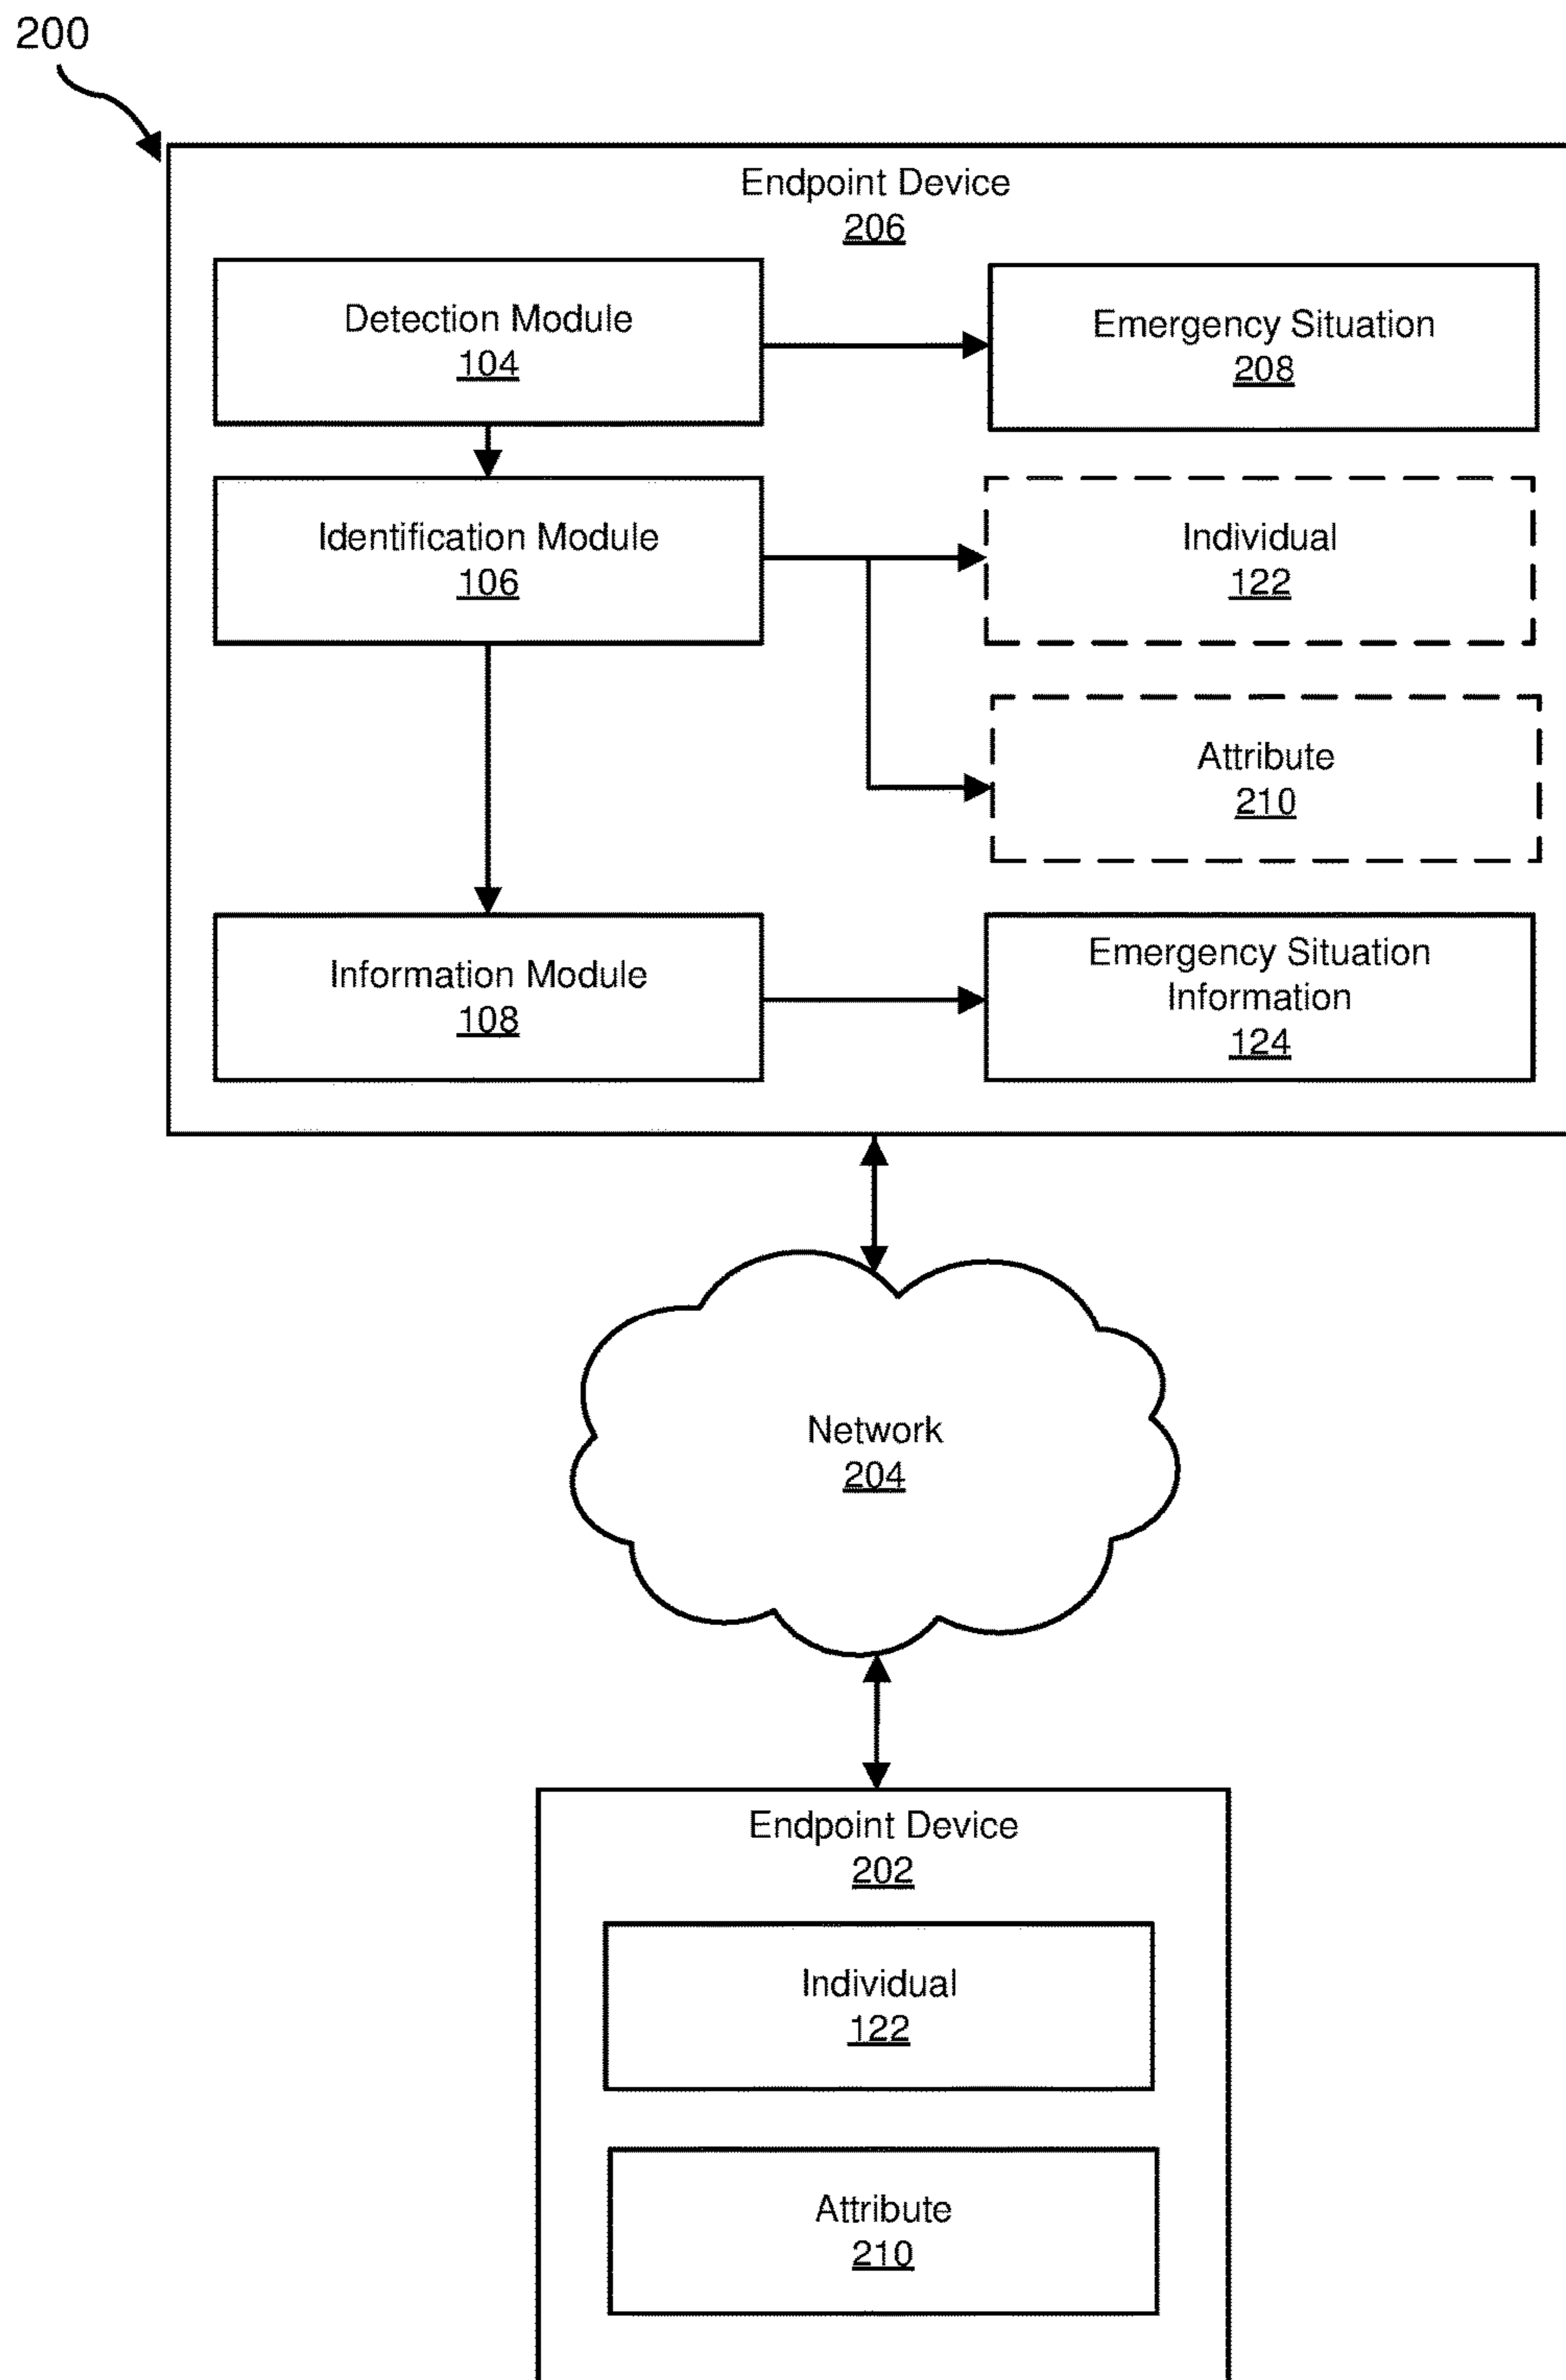 200
Endpoint Device
206
Detection Module
104
Emergency Situation
208
Identification Module
106
Individual
122
Attribute
210
Information Module
108
Emergency Situation
Information
124
Network
204
Endpoint Device
202
Individual
122
Attribute
210